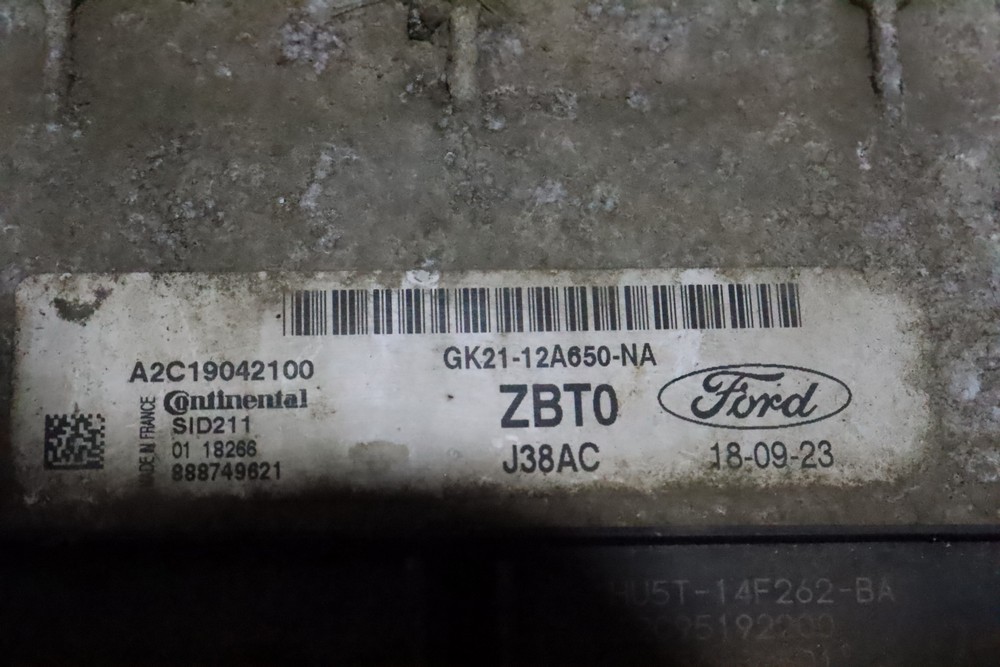 GK21-12A650-NA
A2C19042100
Continental
SID211
01 18266
888749621
MADE IN FRANCE
ZBT0
J38AC
Ford
18-09-23
HU5T-14F262-BA